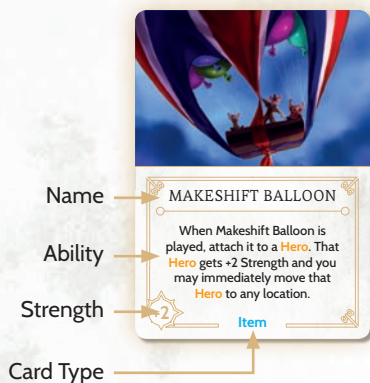 Name
MAKESHIFT BALLOON
Ability
When Makeshift Balloon is
played, attach it to a Hero. That
Hero gets +2 Strength and you
may immediately move that
Hero to any location.
Strength
+2
Item
Card Type